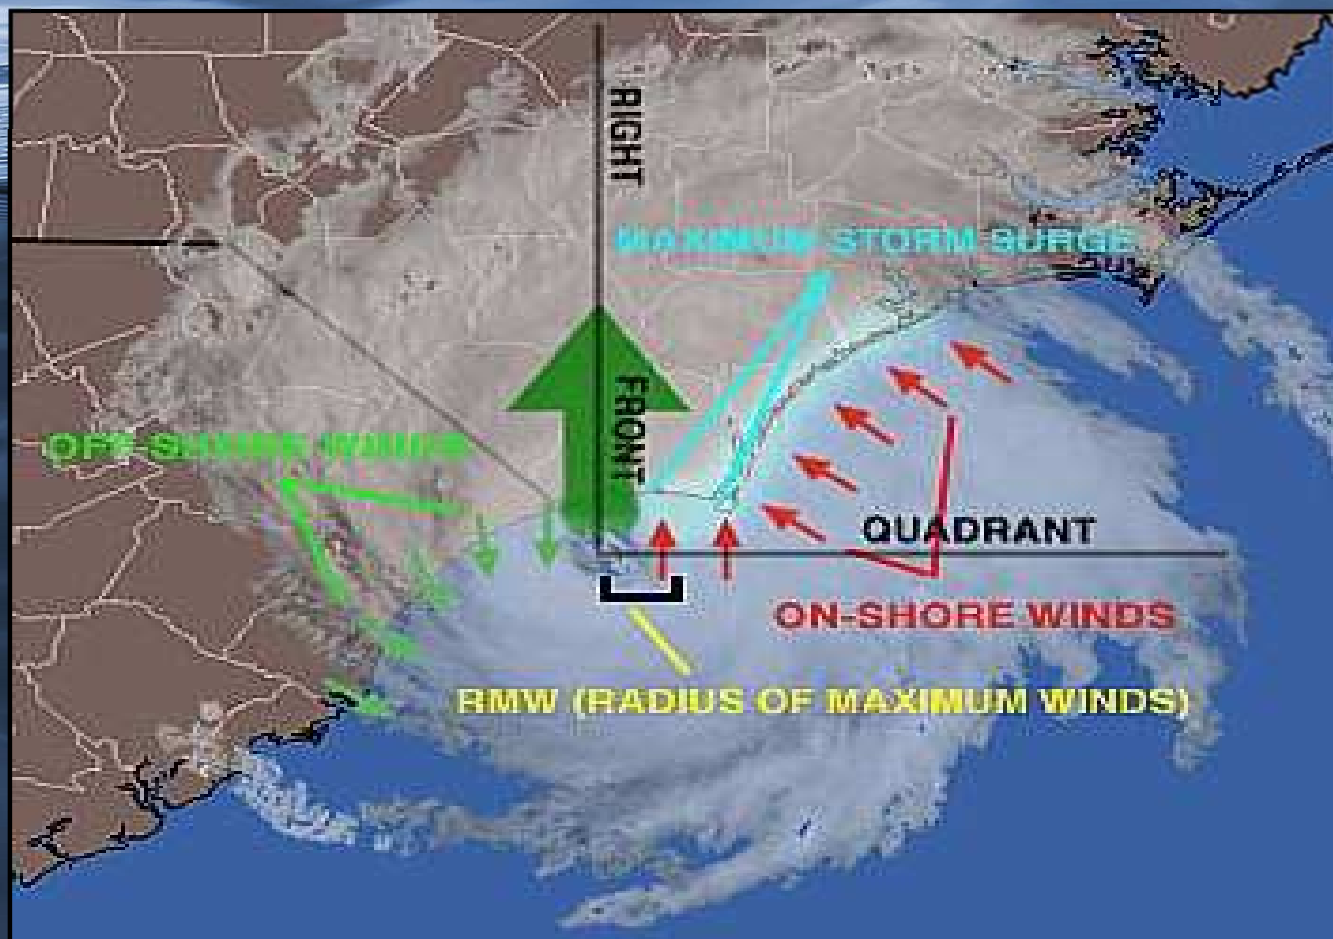 RIGHT
MAXIMUM STORM SURGE
FRONT
OFF-SHORE WINDS
QUADRANT
ON-SHORE WINDS
RMW (RADIUS OF MAXIMUM WINDS)